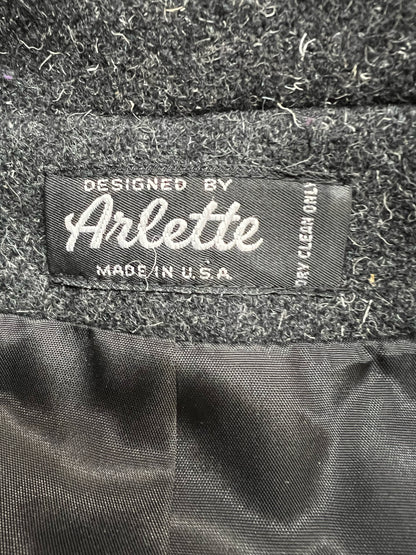 DESIGNED BY
Arlette
MADE IN U.S.A
DRY CLEAN ONLY